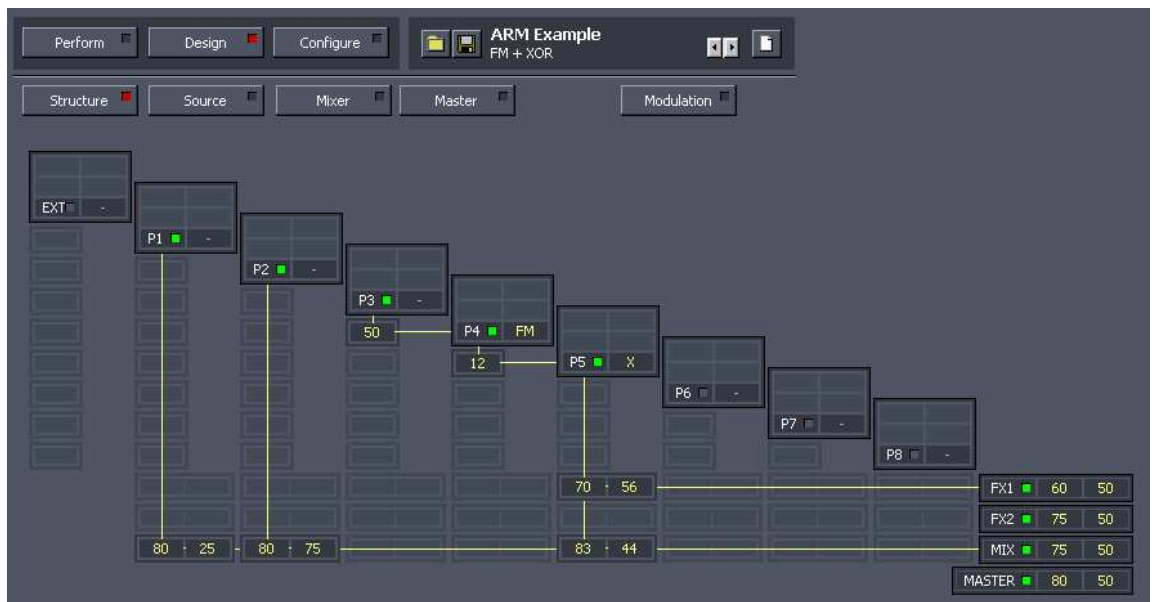 Perform Design Configure ARM Example
FM + XOR
Structure Source Mixer Master Modulation
EXT -
P1 -
P2 -
P3 -
50 P4 FM
12 P5 X
P6 -
P7 -
P8 -
70 · 56 FX1 60 50
FX2 75 50
80 · 25 - 80 · 75 83 · 44 MIX 75 50
MASTER 80 50